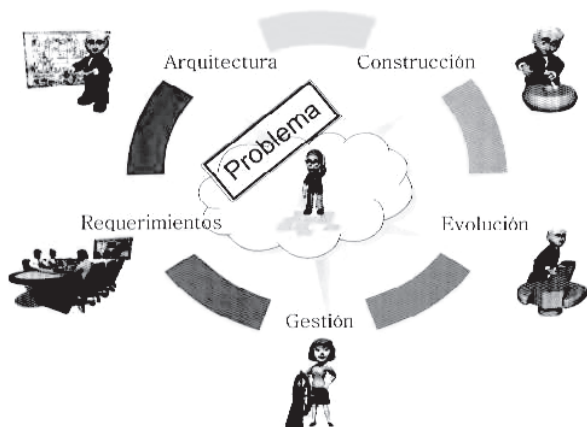 Arquitectura
Construcción
Problema
Requerimientos
Evolución
Gestión